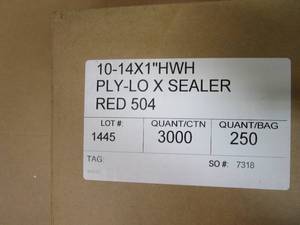 10-14X1"HWH
PLY-LO X SEALER
RED 504
LOT #: QUANT/CTN QUANT/BAG
1445 3000 250
TAG: SO #: 7318